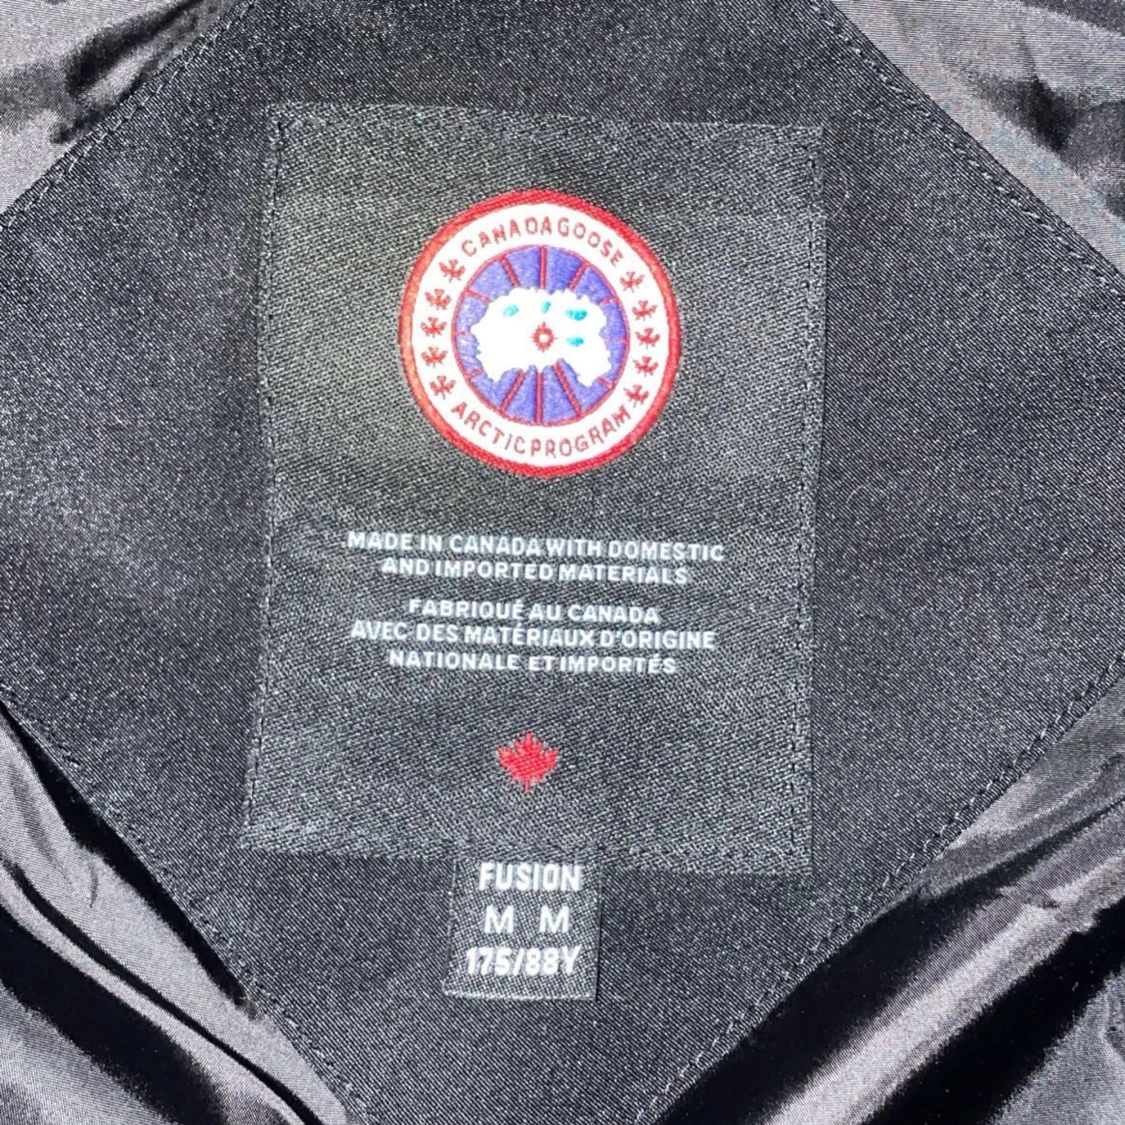 CANADA GOOSE
ARCTIC PROGRAM
MADE IN CANADA WITH DOMESTIC
AND IMPORTED MATERIALS
FABRIQUÉ AU CANADA
AVEC DES MATÉRIAUX D'ORIGINE
NATIONALE ET IMPORTÉS
FUSION
M M
175/88Y